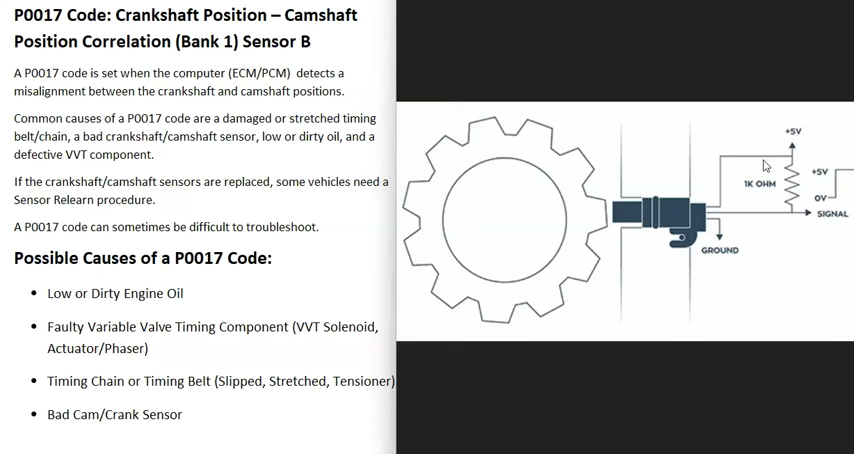 P0017 Code: Crankshaft Position – Camshaft
Position Correlation (Bank 1) Sensor B
A P0017 code is set when the computer (ECM/PCM) detects a
misalignment between the crankshaft and camshaft positions.
Common causes of a P0017 code are a damaged or stretched timing
belt/chain, a bad crankshaft/camshaft sensor, low or dirty oil, and a
defective VVT component.
If the crankshaft/camshaft sensors are replaced, some vehicles need a
Sensor Relearn procedure.
A P0017 code can sometimes be difficult to troubleshoot.
Possible Causes of a P0017 Code:
• Low or Dirty Engine Oil
• Faulty Variable Valve Timing Component (VVT Solenoid,
Actuator/Phaser)
• Timing Chain or Timing Belt (Slipped, Stretched, Tensioner)
• Bad Cam/Crank Sensor
+5V
+5V
1K OHM
0V
SIGNAL
GROUND